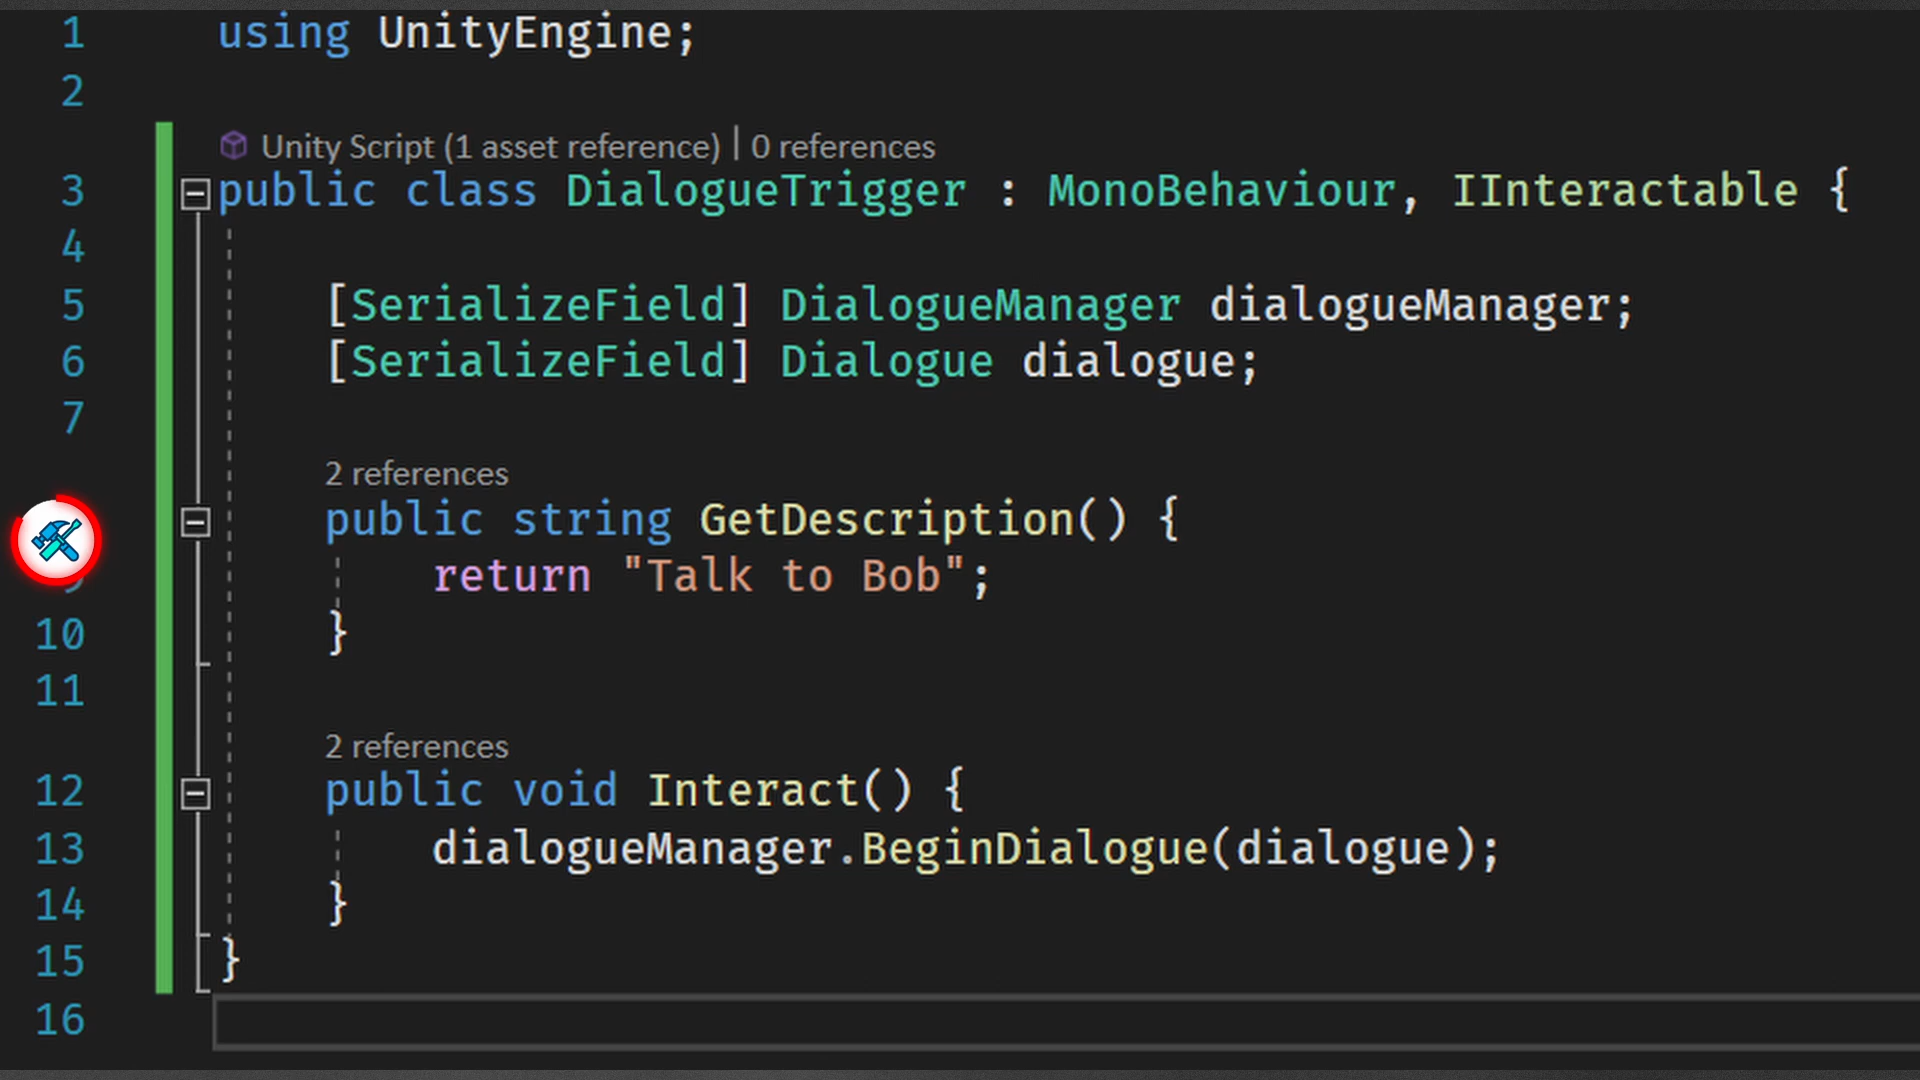 1 using UnityEngine;
2
Unity Script (1 asset reference) | 0 references
3 public class DialogueTrigger : MonoBehaviour, IInteractable {
4
5 [SerializeField] DialogueManager dialogueManager;
6 [SerializeField] Dialogue dialogue;
7
2 references
public string GetDescription() {
9 return "Talk to Bob";
10 }
11
2 references
12 public void Interact() {
13 dialogueManager.BeginDialogue(dialogue);
14 }
15 }
16